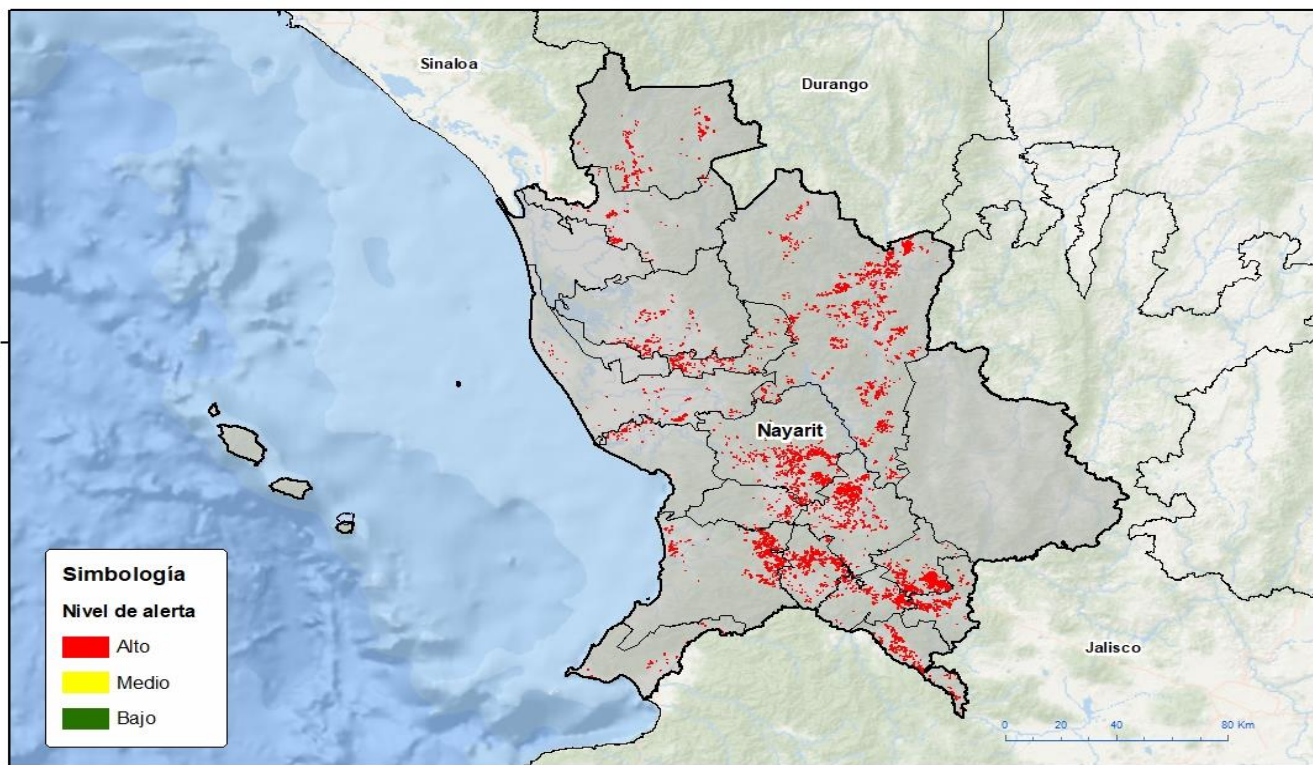 Sinaloa
Durango
Nayarit
Jalisco
Simbología
Nivel de alerta
Alto
Medio
Bajo
0 20 40 80 Km